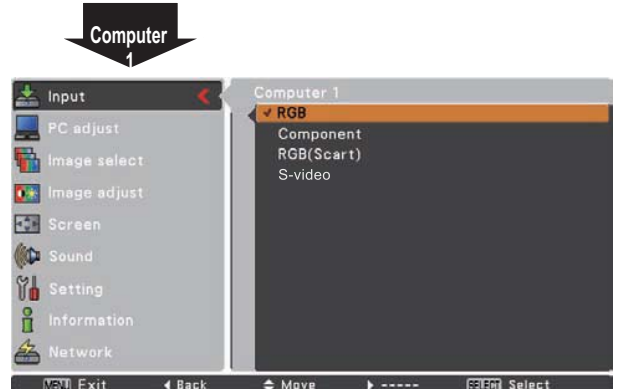 Computer
1
Input
PC adjust
Image select
Image adjust
Screen
Sound
Setting
Information
Network
Computer 1
✓ RGB
Component
RGB(Scart)
S-video
MENU Exit ◀ Back ⬍ Move ▶ ----- SELECT Select